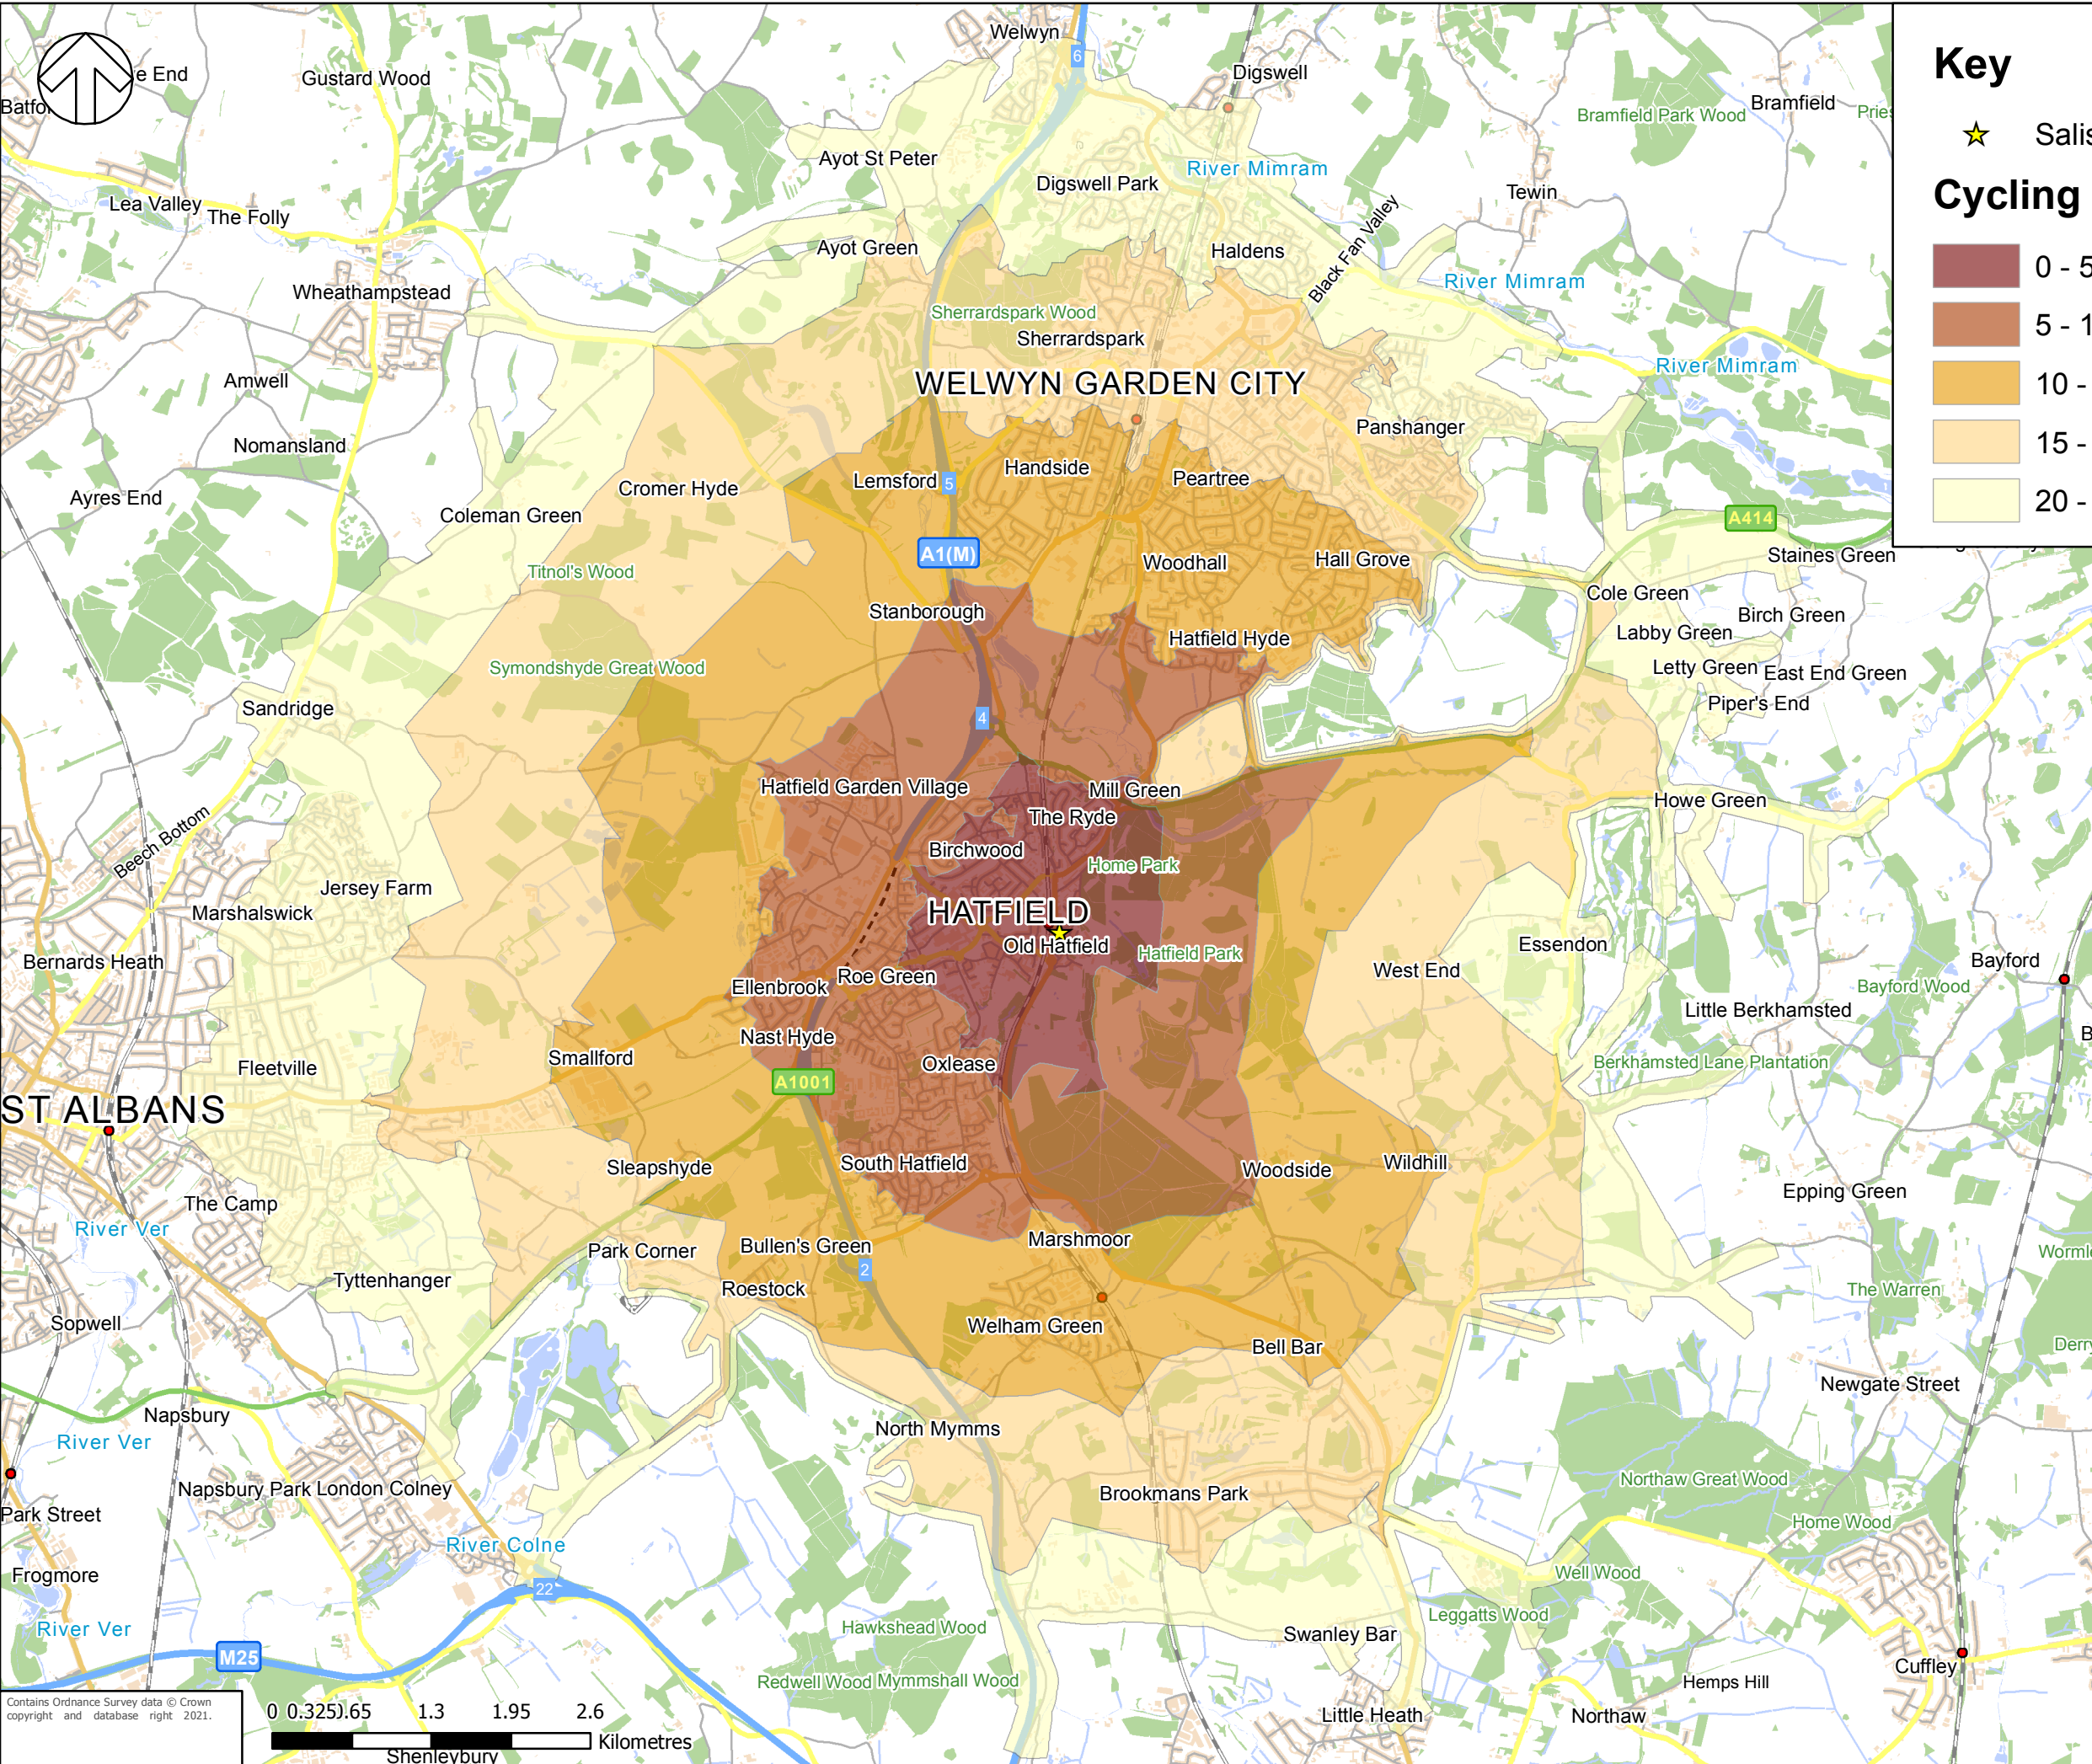 Welwyn
6
e End
Gustard Wood
Digswell
Key
Bramfield
Bramfield Park Wood
Salis
Ayot St Peter
River Mimram
Digswell Park
Tewin
Cycling
Lea Valley
The Folly
Ayot Green
Haldens
Black Fan Valley
0 - 5
River Mimram
Wheathampstead
Sherrardspark Wood
5 - 1
Sherrardspark
River Mimram
Amwell
WELWYN GARDEN CITY
10 -
Nomansland
Panshanger
15 -
Handside
Lemsford
5
Peartree
Cromer Hyde
Ayres End
20 -
Coleman Green
A414
A1(M)
Staines Green
Woodhall
Hall Grove
Titnol's Wood
Cole Green
Stanborough
Birch Green
Labby Green
Hatfield Hyde
Symondshyde Great Wood
Letty Green
East End Green
Sandridge
4
Piper's End
Hatfield Garden Village
Mill Green
Howe Green
The Ryde
Beech Bottom
Birchwood
Home Park
Jersey Farm
Marshalswick
HATFIELD
Old Hatfield
Essendon
Hatfield Park
Bernards Heath
West End
Bayford
Roe Green
Ellenbrook
Bayford Wood
Little Berkhamsted
Nast Hyde
B
Smallford
Oxlease
Berkhamsted Lane Plantation
Fleetville
A1001
ST ALBANS
South Hatfield
Sleapshyde
Woodside
Wildhill
Epping Green
The Camp
River Ver
Marshmoor
Bullen's Green
Park Corner
2
Tyttenhanger
Roestock
The Warren
Sopwell
Welham Green
Bell Bar
Newgate Street
Napsbury
North Mymms
River Ver
Northaw Great Wood
Napsbury Park
London Colney
Brookmans Park
Park Street
Home Wood
River Colne
Frogmore
22
Well Wood
Leggatts Wood
River Ver
Hawkshead Wood
Swanley Bar
M25
Cuffley
Redwell Wood
Mymmshall Wood
Hemps Hill
Contains Ordnance Survey data © Crown
copyright and database right 2021.
0 0.325 0.65 1.3 1.95 2.6
Kilometres
Little Heath
Northaw
Shenleybury